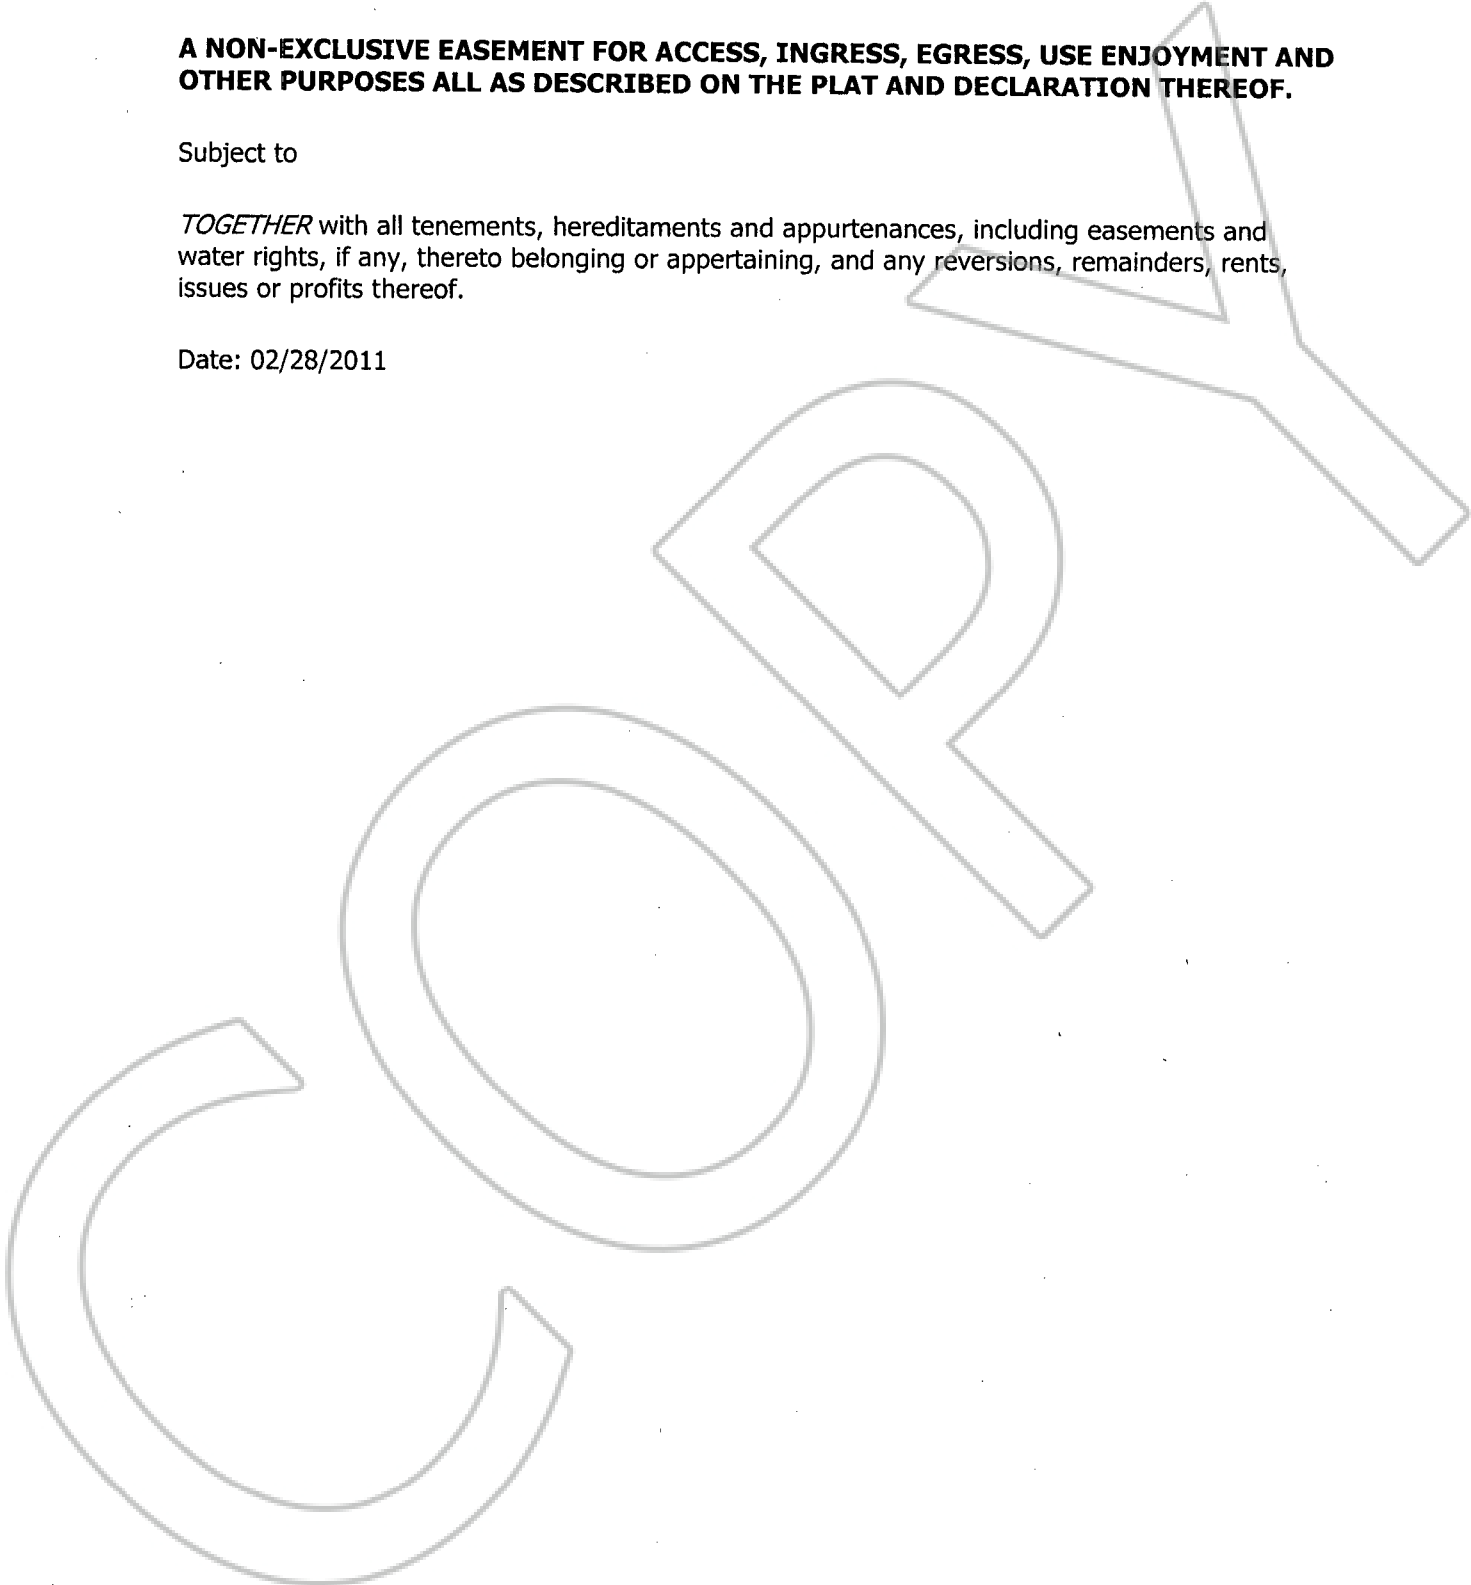 A NON-EXCLUSIVE EASEMENT FOR ACCESS, INGRESS, EGRESS, USE ENJOYMENT AND
OTHER PURPOSES ALL AS DESCRIBED ON THE PLAT AND DECLARATION THEREOF.
Subject to
TOGETHER with all tenements, hereditaments and appurtenances, including easements and
water rights, if any, thereto belonging or appertaining, and any reversions, remainders, rents,
issues or profits thereof.
Date: 02/28/2011
COPY